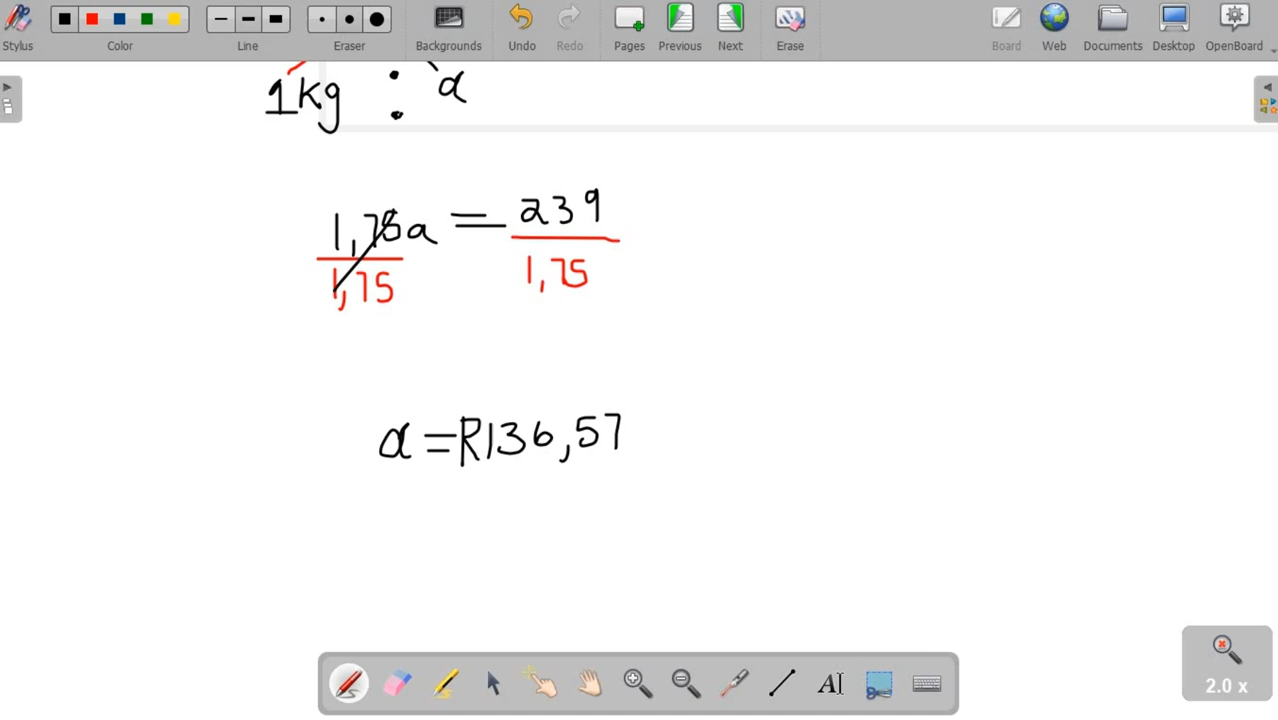 Stylus Color Line Eraser Backgrounds Undo Redo Pages Previous Next Erase Board Web Documents Desktop OpenBoard
1kg : a
1,75a = 239
1,75 1,75
a = R136,57
2.0 x